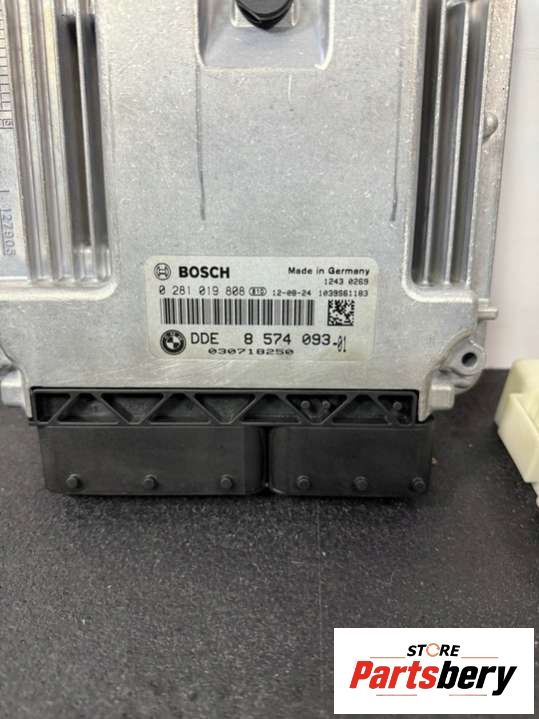 L 127905
BOSCH
Made in Germany
1243 0269
0 281 019 808 12-08-24 1039S61183
DDE 8 574 093-01
030718250
STORE
Partsbery